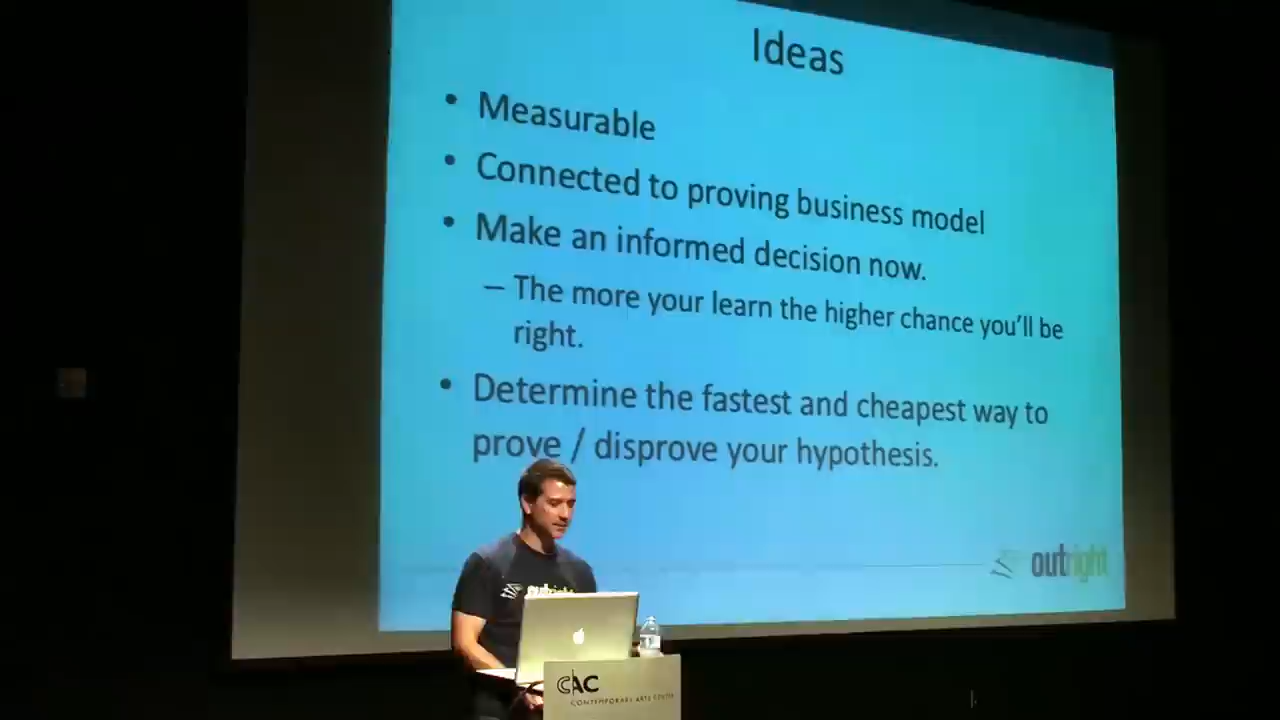 Ideas
• Measurable
• Connected to proving business model
• Make an informed decision now.
– The more your learn the higher chance you'll be
right.
• Determine the fastest and cheapest way to
prove / disprove your hypothesis.
outright
outright
CAC
CONTEMPORARY ARTS CENTER